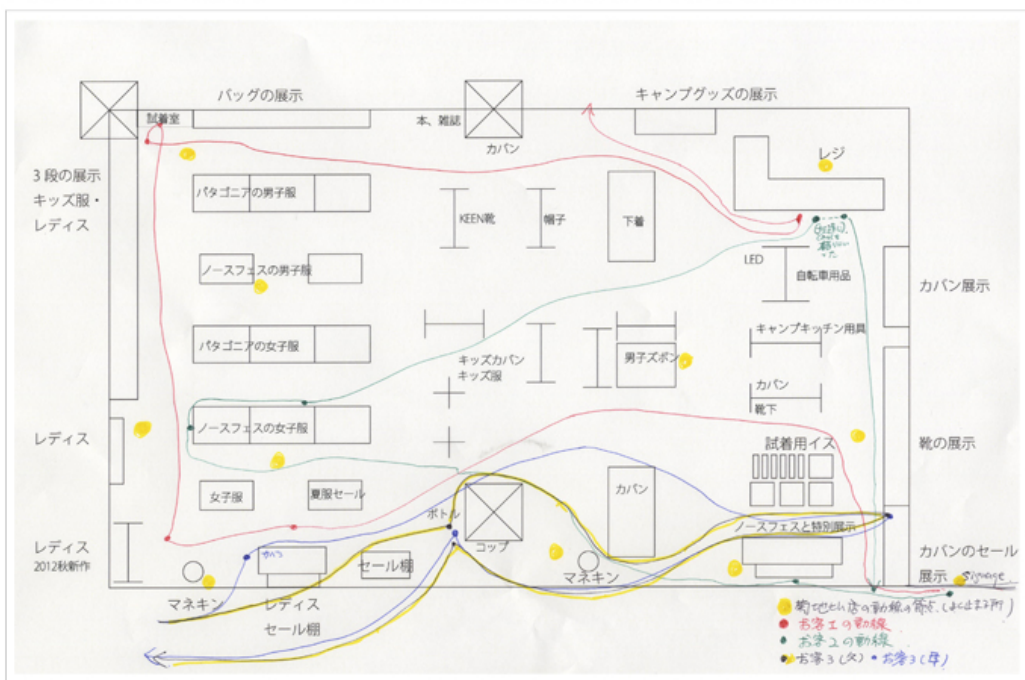 バッグの展示
キャンプグッズの展示
試着室
本、雑誌
カバン
レジ
3段の展示
キッズ服・
レディス
パタゴニアの男子服
KEEN靴
帽子
下着
LED
自転車用品
カバン展示
ノースフェスの男子服
パタゴニアの女子服
キッズカバン
キッズ服
男子ズボン
キャンプキッチン用具
カバン
靴下
レディス
ノースフェスの女子服
試着用イス
靴の展示
女子服
夏服セール
ボトル
カバン
ノースフェスと特別展示
レディス
2012秋新作
コップ
セール棚
マネキン
レディス
セール棚
マネキン
カバンのセール
展示
Signage
お客1の動線
お客2の動線
お客3(父)
お客3(母)